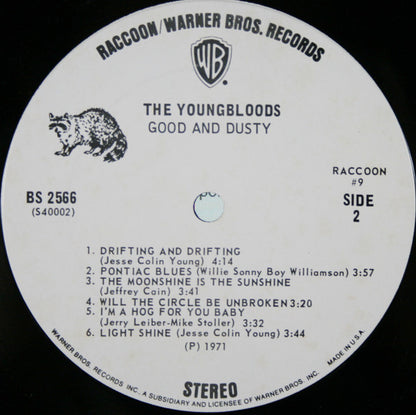 RACCOON/WARNER BROS. RECORDS
WB
THE YOUNGBLOODS
GOOD AND DUSTY
RACCOON
#9
BS 2566
(S40002)
SIDE
2
1. DRIFTING AND DRIFTING
(Jesse Colin Young) 4:14
2. PONTIAC BLUES (Willie Sonny Boy Williamson) 3:57
3. THE MOONSHINE IS THE SUNSHINE
(Jeffrey Cain) 3:41
4. WILL THE CIRCLE BE UNBROKEN 3:20
5. I'M A HOG FOR YOU BABY
(Jerry Leiber-Mike Stoller) 3:32
6. LIGHT SHINE (Jesse Colin Young) 3:44
(P) 1971
STEREO
WARNER BROS. RECORDS INC., A SUBSIDIARY AND LICENSEE OF WARNER BROS. INC. MADE IN U.S.A.